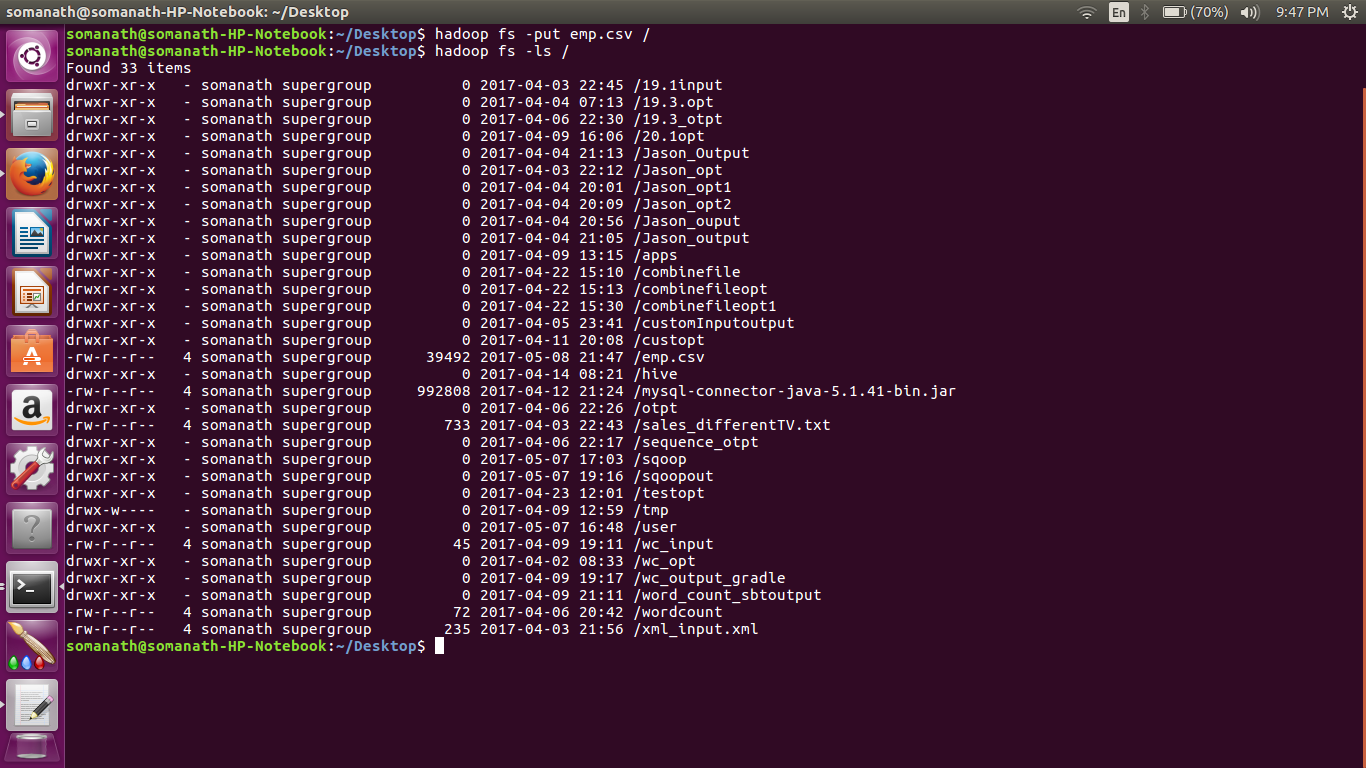 somanath@somanath-HP-Notebook: ~/Desktop En (70%) 9:47 PM
somanath@somanath-HP-Notebook:~/Desktop$ hadoop fs -put emp.csv /
somanath@somanath-HP-Notebook:~/Desktop$ hadoop fs -ls /
Found 33 items
drwxr-xr-x   - somanath supergroup          0 2017-04-03 22:45 /19.1input
drwxr-xr-x   - somanath supergroup          0 2017-04-04 07:13 /19.3.opt
drwxr-xr-x   - somanath supergroup          0 2017-04-06 22:30 /19.3_otpt
drwxr-xr-x   - somanath supergroup          0 2017-04-09 16:06 /20.1opt
drwxr-xr-x   - somanath supergroup          0 2017-04-04 21:13 /Jason_Output
drwxr-xr-x   - somanath supergroup          0 2017-04-03 22:12 /Jason_opt
drwxr-xr-x   - somanath supergroup          0 2017-04-04 20:01 /Jason_opt1
drwxr-xr-x   - somanath supergroup          0 2017-04-04 20:09 /Jason_opt2
drwxr-xr-x   - somanath supergroup          0 2017-04-04 20:56 /Jason_ouput
drwxr-xr-x   - somanath supergroup          0 2017-04-04 21:05 /Jason_output
drwxr-xr-x   - somanath supergroup          0 2017-04-09 13:15 /apps
drwxr-xr-x   - somanath supergroup          0 2017-04-22 15:10 /combinefile
drwxr-xr-x   - somanath supergroup          0 2017-04-22 15:13 /combinefileopt
drwxr-xr-x   - somanath supergroup          0 2017-04-22 15:30 /combinefileopt1
drwxr-xr-x   - somanath supergroup          0 2017-04-05 23:41 /customInputoutput
drwxr-xr-x   - somanath supergroup          0 2017-04-11 20:08 /custopt
-rw-r--r--   4 somanath supergroup      39492 2017-05-08 21:47 /emp.csv
drwxr-xr-x   - somanath supergroup          0 2017-04-14 08:21 /hive
-rw-r--r--   4 somanath supergroup     992808 2017-04-12 21:24 /mysql-connector-java-5.1.41-bin.jar
drwxr-xr-x   - somanath supergroup          0 2017-04-06 22:26 /otpt
-rw-r--r--   4 somanath supergroup        733 2017-04-03 22:43 /sales_differentTV.txt
drwxr-xr-x   - somanath supergroup          0 2017-04-06 22:17 /sequence_otpt
drwxr-xr-x   - somanath supergroup          0 2017-05-07 17:03 /sqoop
drwxr-xr-x   - somanath supergroup          0 2017-05-07 19:16 /sqoopout
drwxr-xr-x   - somanath supergroup          0 2017-04-23 12:01 /testopt
drwx-w----   - somanath supergroup          0 2017-04-09 12:59 /tmp
drwxr-xr-x   - somanath supergroup          0 2017-05-07 16:48 /user
-rw-r--r--   4 somanath supergroup         45 2017-04-09 19:11 /wc_input
drwxr-xr-x   - somanath supergroup          0 2017-04-02 08:33 /wc_opt
drwxr-xr-x   - somanath supergroup          0 2017-04-09 19:17 /wc_output_gradle
drwxr-xr-x   - somanath supergroup          0 2017-04-09 21:11 /word_count_sbtoutput
-rw-r--r--   4 somanath supergroup         72 2017-04-06 20:42 /wordcount
-rw-r--r--   4 somanath supergroup        235 2017-04-03 21:56 /xml_input.xml
somanath@somanath-HP-Notebook:~/Desktop$